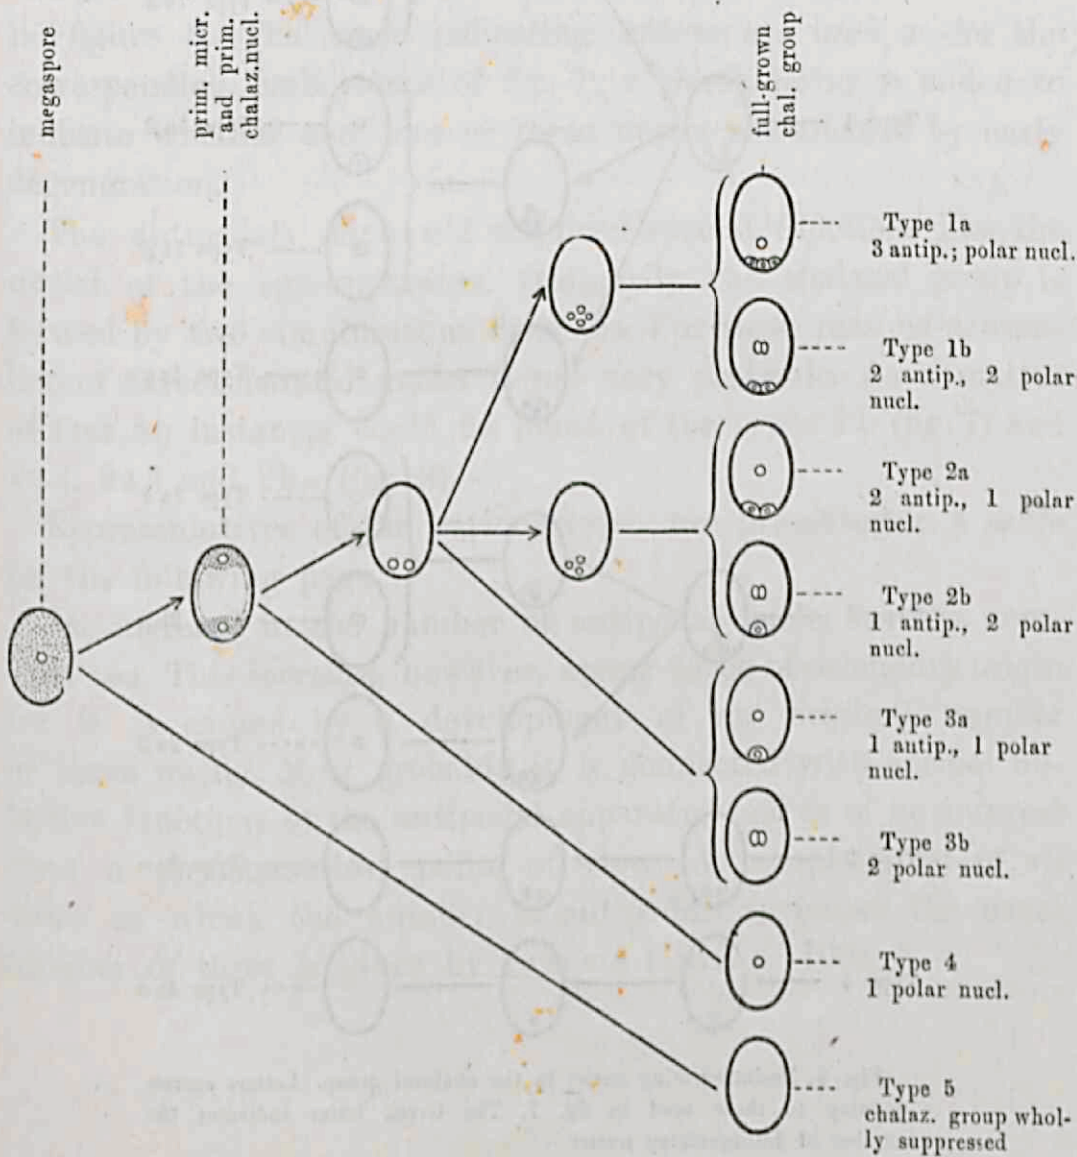 megaspore
prim. micr.
and prim.
chalaz. nucl.
full-grown
chal. group
Type 1a
3 antip.; polar nucl.
Type 1b
2 antip., 2 polar
nucl.
Type 2a
2 antip., 1 polar
nucl.
Type 2b
1 antip., 2 polar
nucl.
Type 3a
1 antip., 1 polar
nucl.
Type 3b
2 polar nucl.
Type 4
1 polar nucl.
Type 5
chalaz. group whol-
ly suppressed